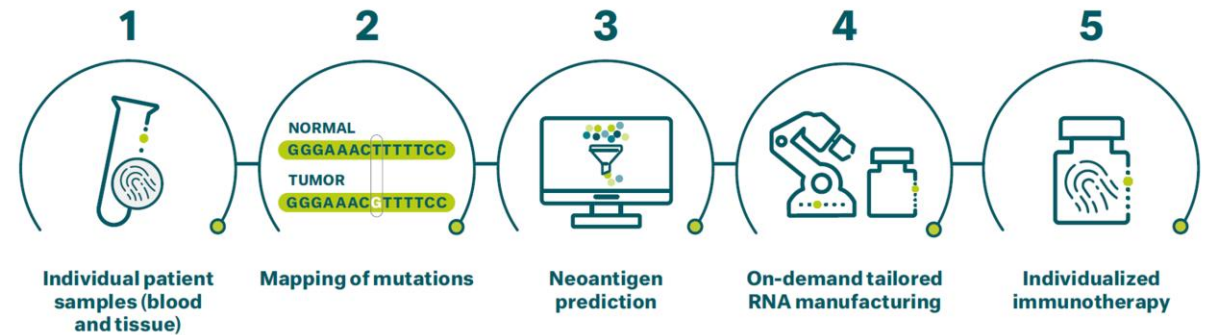 1
2
3
4
5
NORMAL
GGGAAACTTTTTCC
TUMOR
GGGAAACGTTTTCC
Individual patient
samples (blood
and tissue)
Mapping of mutations
Neoantigen
prediction
On-demand tailored
RNA manufacturing
Individualized
immunotherapy